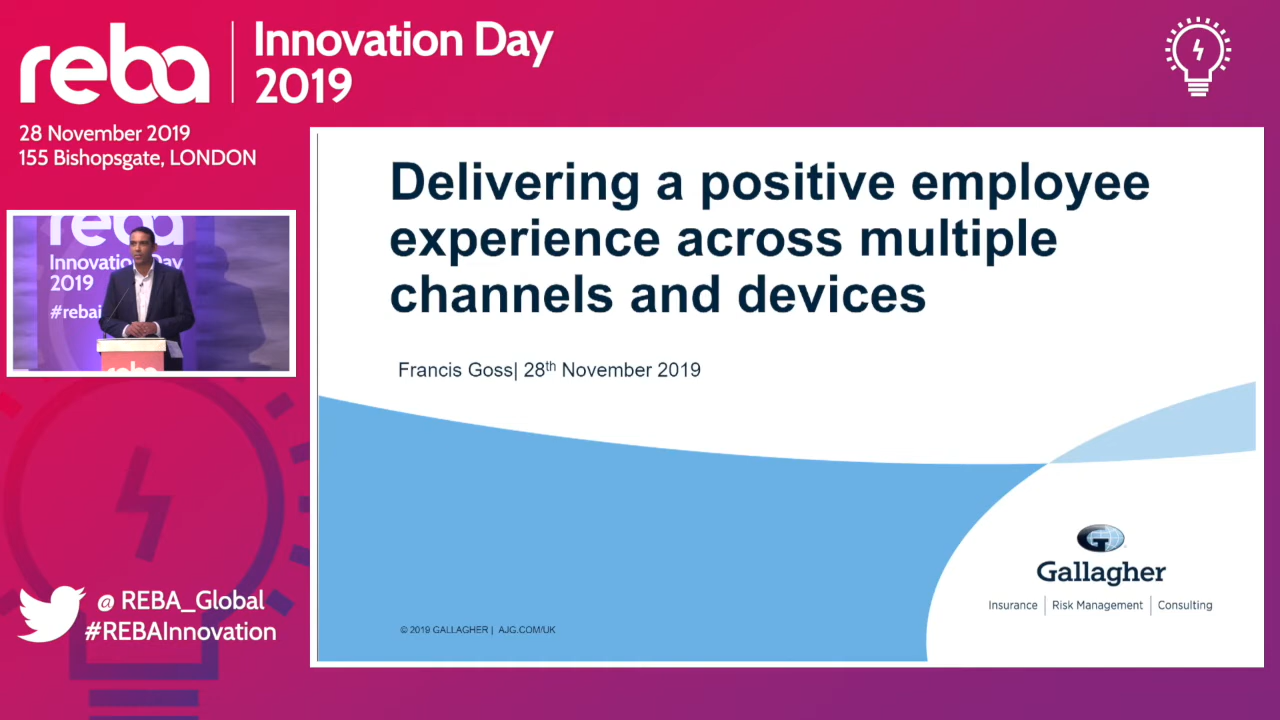 reba
Innovation Day
2019
28 November 2019
155 Bishopsgate, LONDON
reba
Innovation Day
2019
#rebai
reba
Delivering a positive employee
experience across multiple
channels and devices
Francis Goss| 28th November 2019
Gallagher
Insurance | Risk Management | Consulting
© 2019 GALLAGHER | AJG.COM/UK
@ REBA_Global
#REBAInnovation